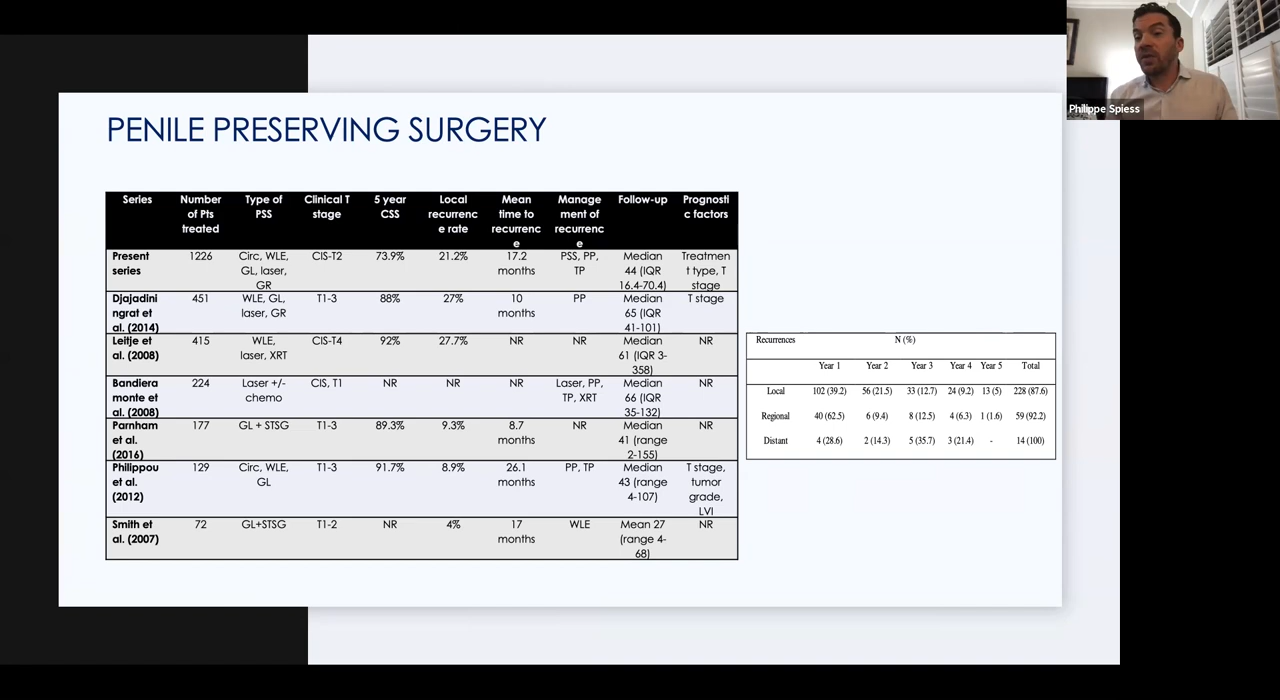 Philippe Spiess
PENILE PRESERVING SURGERY
Series Number of Pts treated Type of PSS Clinical T stage 5 year CSS Local recurrenc e rate Mean time to recurrenc e Manage ment of recurrenc e Follow-up Prognosti c factors
Present series 1226 Circ, WLE, GL, laser, GR CIS-T2 73.9% 21.2% 17.2 months PSS, PP, TP Median 44 (IQR 16.4-70.4) Treatmen t type, T stage
Djajadini ngrat et al. (2014) 451 WLE, GL, laser, GR T1-3 88% 27% 10 months PP Median 65 (IQR 41-101) T stage
Leitje et al. (2008) 415 WLE, laser, XRT CIS-T4 92% 27.7% NR NR Median 61 (IQR 3-358) NR
Bandiera monte et al. (2008) 224 Laser +/- chemo CIS, T1 NR NR NR Laser, PP, TP, XRT Median 66 (IQR 35-132) NR
Parnham et al. (2016) 177 GL + STSG T1-3 89.3% 9.3% 8.7 months NR Median 41 (range 2-155) NR
Philippou et al. (2012) 129 Circ, WLE, GL T1-3 91.7% 8.9% 26.1 months PP, TP Median 43 (range 4-107) T stage, tumor grade, LVI
Smith et al. (2007) 72 GL+STSG T1-2 NR 4% 17 months WLE Mean 27 (range 4-68) NR
Recurrences N (%)
Year 1 Year 2 Year 3 Year 4 Year 5 Total
Local 102 (39.2) 56 (21.5) 33 (12.7) 24 (9.2) 13 (5) 228 (87.6)
Regional 40 (62.5) 6 (9.4) 8 (12.5) 4 (6.3) 1 (1.6) 59 (92.2)
Distant 4 (28.6) 2 (14.3) 5 (35.7) 3 (21.4) - 14 (100)